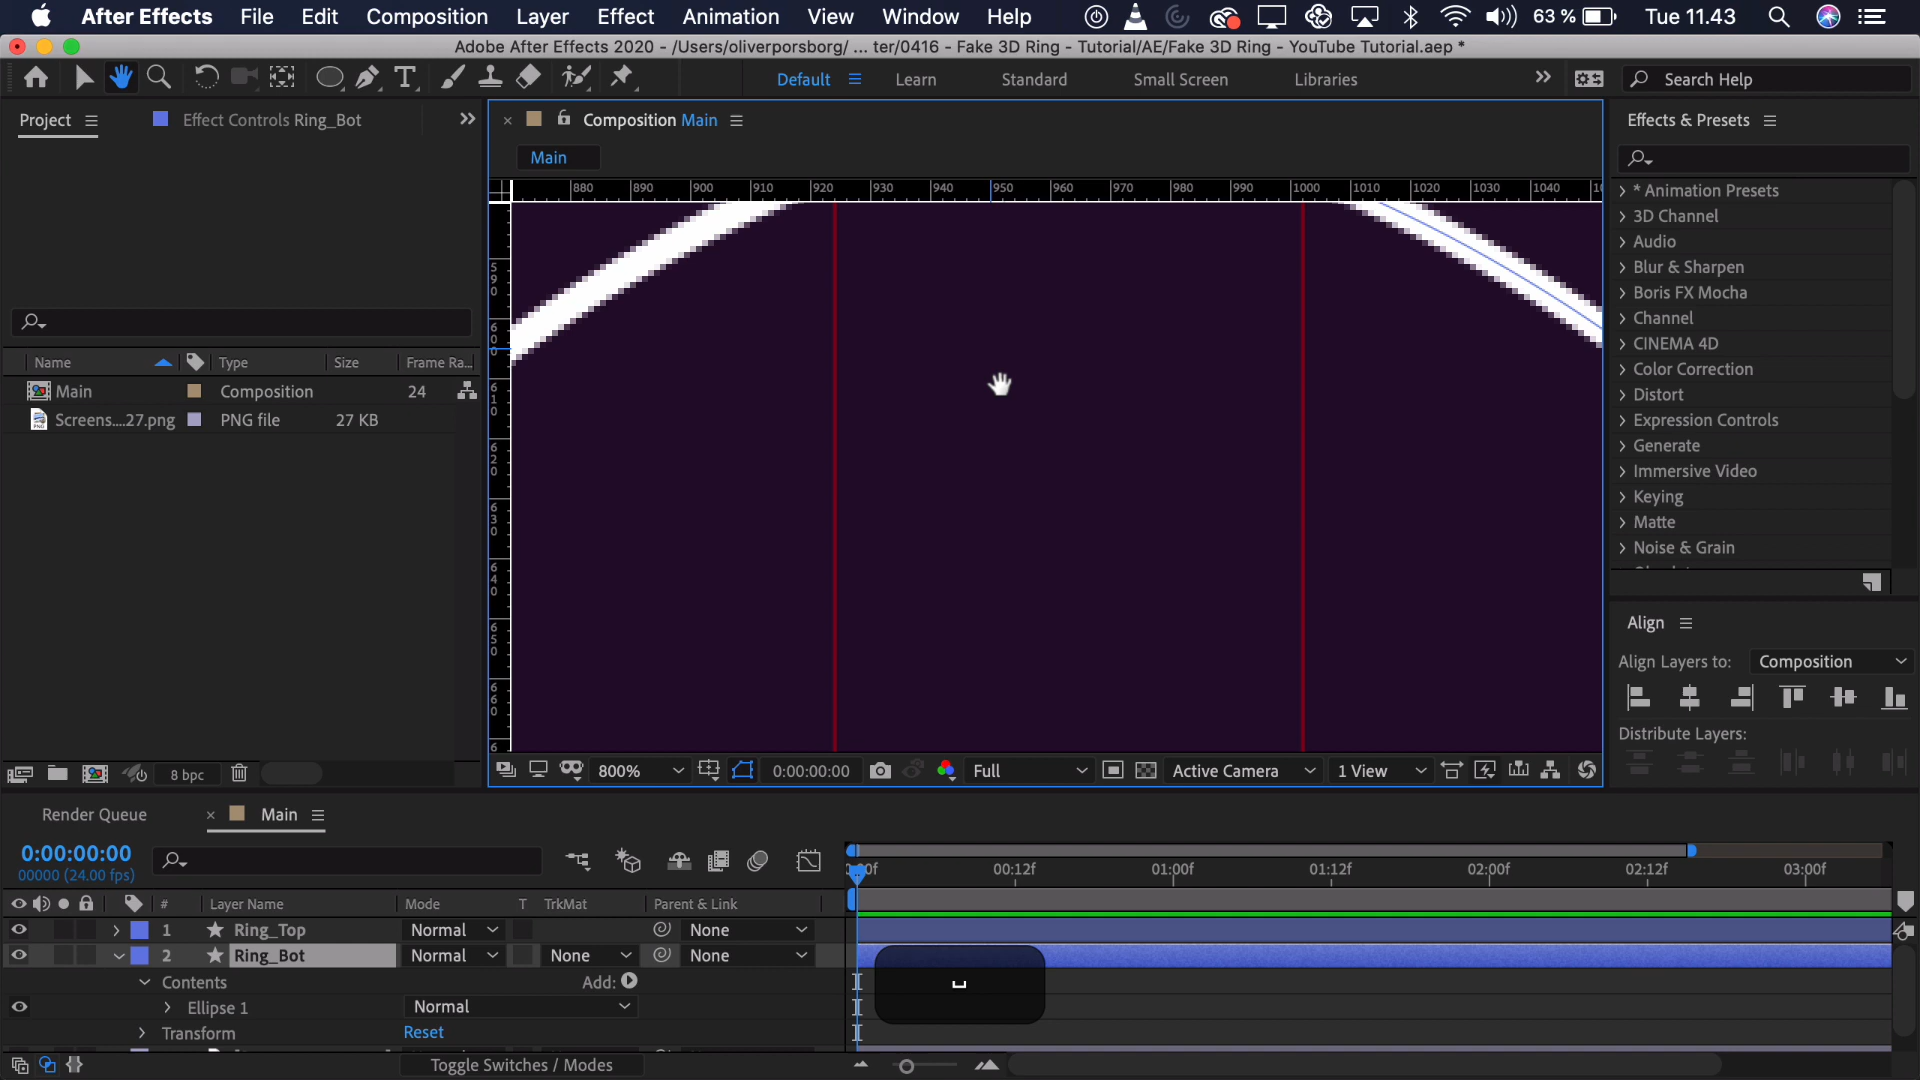 After Effects File Edit Composition Layer Effect Animation View Window Help 63 % Tue 11.43
Adobe After Effects 2020 - /Users/oliverporsborg/ ... ter/0416 - Fake 3D Ring - Tutorial/AE/Fake 3D Ring - YouTube Tutorial.aep *
Default Learn Standard Small Screen Libraries Search Help
Project Effect Controls Ring_Bot Composition Main Effects & Presets
Main
880 890 900 910 920 930 940 950 960 970 980 990 1000 1010 1020 1030 1040
* Animation Presets
3D Channel
Audio
Blur & Sharpen
Boris FX Mocha
Channel
CINEMA 4D
Color Correction
Distort
Expression Controls
Generate
Immersive Video
Keying
Matte
Noise & Grain
590
600
610
620
630
640
650
660
Name Type Size Frame Ra...
Main Composition 24
Screens....27.png PNG file 27 KB
Align
Align Layers to: Composition
Distribute Layers:
8 bpc 800% 0:00:00:00 Full Active Camera 1 View
Render Queue Main
0:00:00:00
00000 (24.00 fps)
00:12f 01:00f 01:12f 02:00f 02:12f 03:00f
# Layer Name Mode T TrkMat Parent & Link
1 Ring_Top Normal None
2 Ring_Bot Normal None None
Contents Add:
Ellipse 1 Normal
Transform Reset
Toggle Switches / Modes